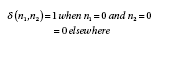 δ(n₁,n₂)=1 when n₁=0 and n₂=0
=0 elsewhere